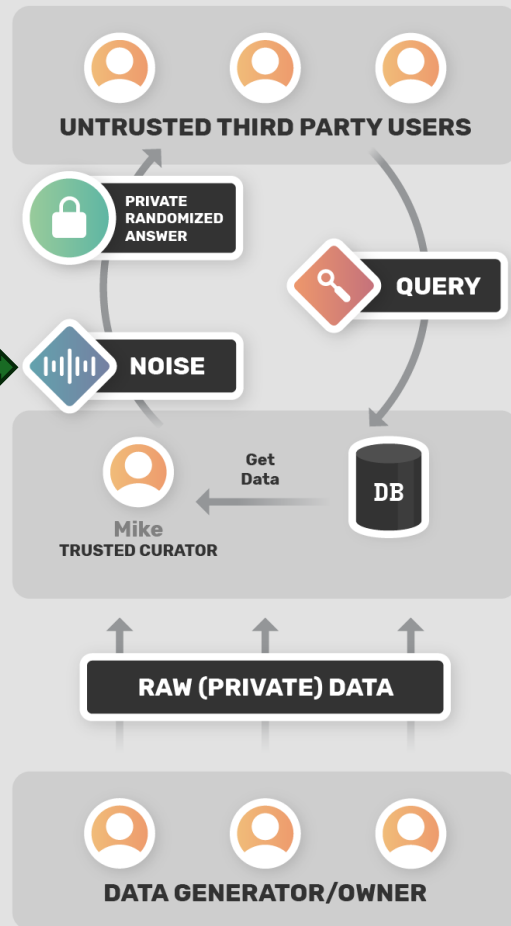 UNTRUSTED THIRD PARTY USERS
PRIVATE
RANDOMIZED
ANSWER
QUERY
NOISE
Get
Data
DB
Mike
TRUSTED CURATOR
RAW (PRIVATE) DATA
DATA GENERATOR/OWNER